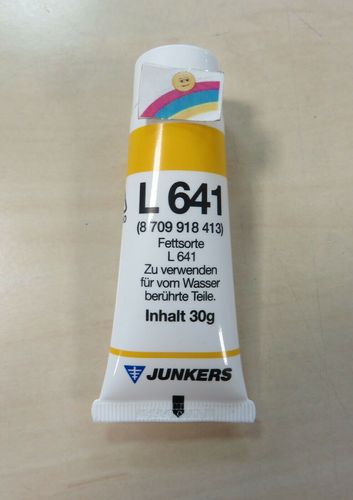 L 641
(8 709 918 413)
Fettsorte
L 641
Zu verwenden
für vom Wasser
berührte Teile.
Inhalt 30g
JUNKERS